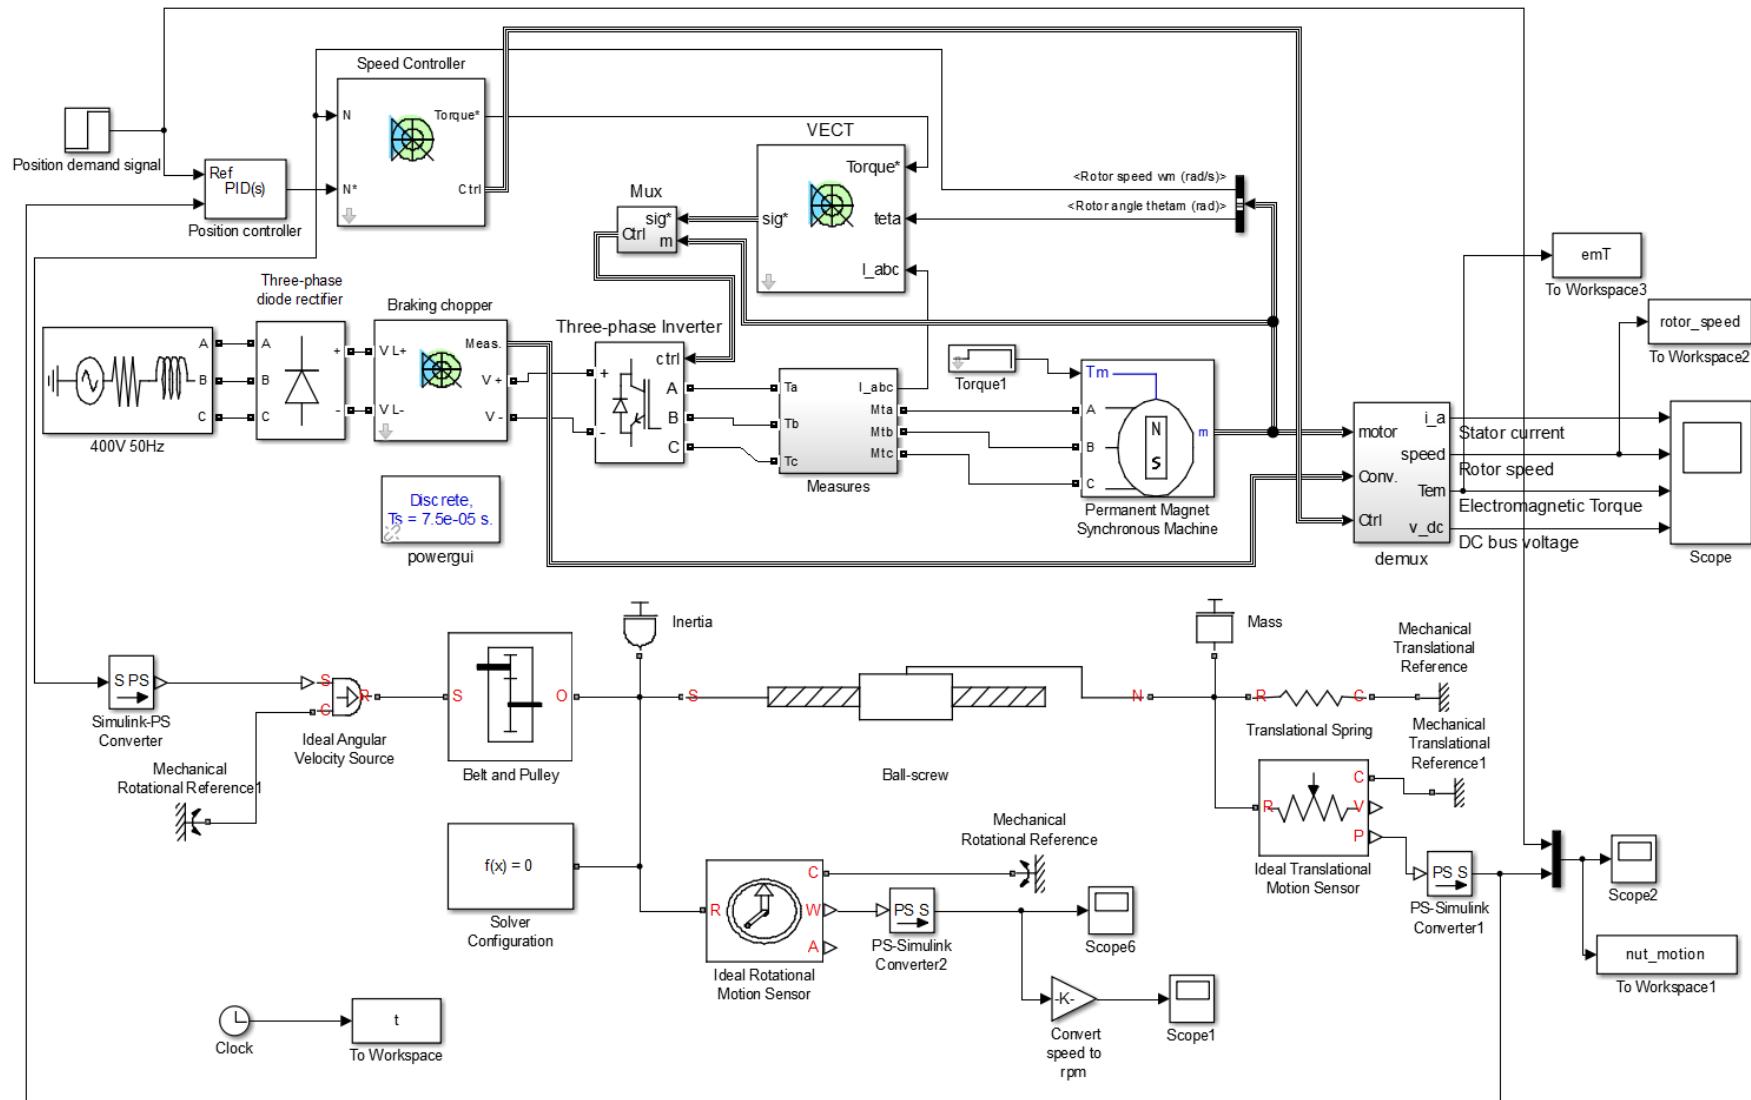 Speed Controller
N
Torque*
N*
Ctrl
Position demand signal
Ref
PID(s)
Position controller
VECT
Torque*
sig*
teta
I_abc
Mux
sig*
Ctrl
m
<Rotor speed wm (rad/s)>
<Rotor angle thetam (rad)>
emT
To Workspace3
rotor_speed
To Workspace2
Three-phase
diode rectifier
Braking chopper
Three-phase Inverter
A
B
C
400V 50Hz
A
B
C
+
-
V L+
V L-
Meas.
V +
V -
ctrl
+
-
A
B
C
Ta
Tb
Tc
I_abc
Mta
Mtb
Mtc
Measures
Torque1
Tm
A
B
C
N
S
m
Permanent Magnet
Synchronous Machine
motor
Conv.
Ctrl
i_a
speed
Tem
v_dc
demux
Stator current
Rotor speed
Electromagnetic Torque
DC bus voltage
Scope
Discrete,
Ts = 7.5e-05 s.
powergui
Inertia
Mass
Mechanical
Translational
Reference
S PS
Simulink-PS
Converter
S
C
R
Ideal Angular
Velocity Source
S
O
Belt and Pulley
S
N
Ball-screw
R
C
Translational Spring
Mechanical
Translational
Reference1
Mechanical
Rotational Reference1
Mechanical
Rotational Reference
R
C
V
P
Ideal Translational
Motion Sensor
f(x) = 0
Solver
Configuration
R
C
W
A
Ideal Rotational
Motion Sensor
PS S
PS-Simulink
Converter2
Scope6
PS S
PS-Simulink
Converter1
Scope2
nut_motion
To Workspace1
-K-
Convert
speed to
rpm
Scope1
Clock
t
To Workspace